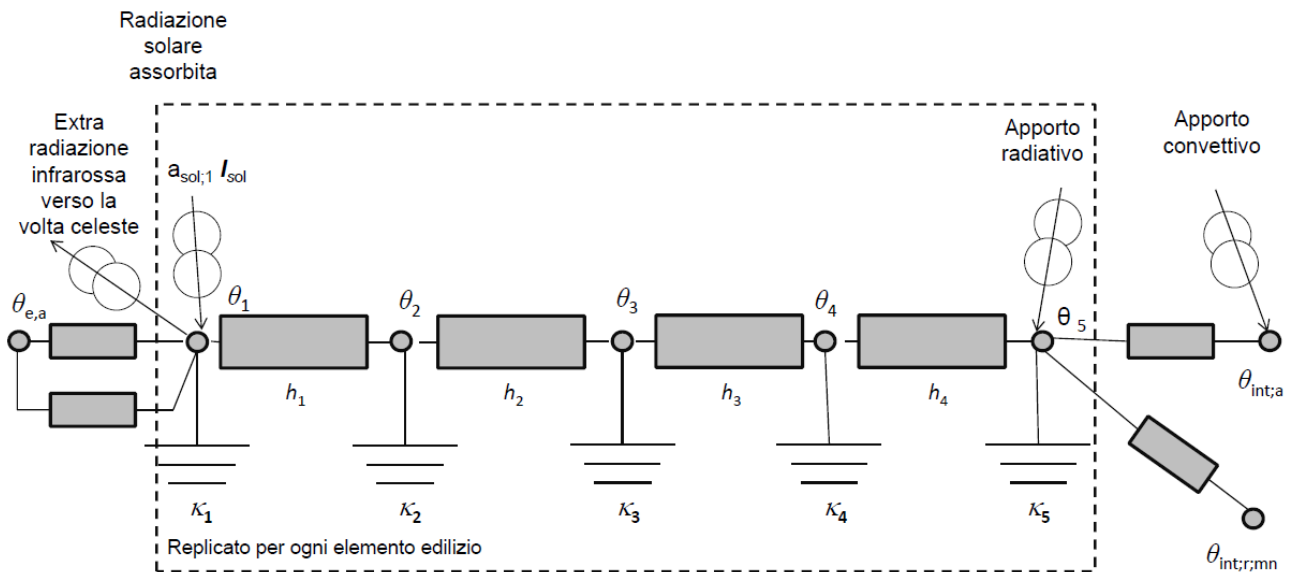 Radiazione
solare
assorbita
Extra
radiazione
infrarossa
verso la
volta celeste
a_sol;1 I_sol
Apporto
radiativo
Apporto
convettivo
θ_e,a
θ_1
θ_2
θ_3
θ_4
θ_5
h_1
h_2
h_3
h_4
θ_int;a
κ_1
κ_2
κ_3
κ_4
κ_5
θ_int;r;mn
Replicato per ogni elemento edilizio